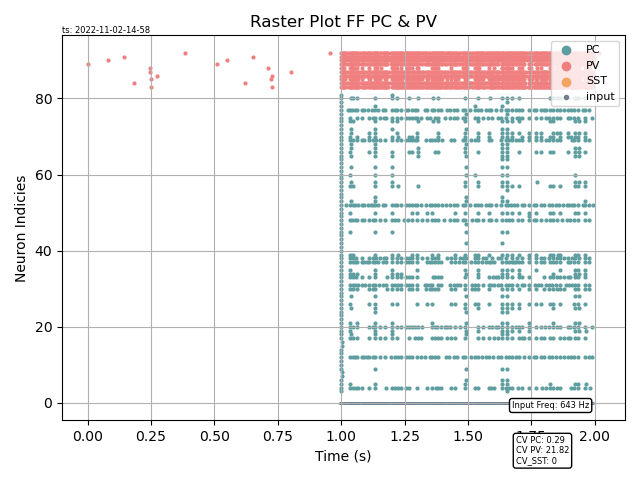 Raster Plot FF PC & PV
ts: 2022-11-02-14-58
PC
PV
SST
input
Neuron Indicies
80
60
40
20
0
Input Freq: 643 Hz
0.00 0.25 0.50 0.75 1.00 1.25 1.50 1.75 2.00
Time (s)
CV PC: 0.29
CV PV: 21.82
CV_SST: 0